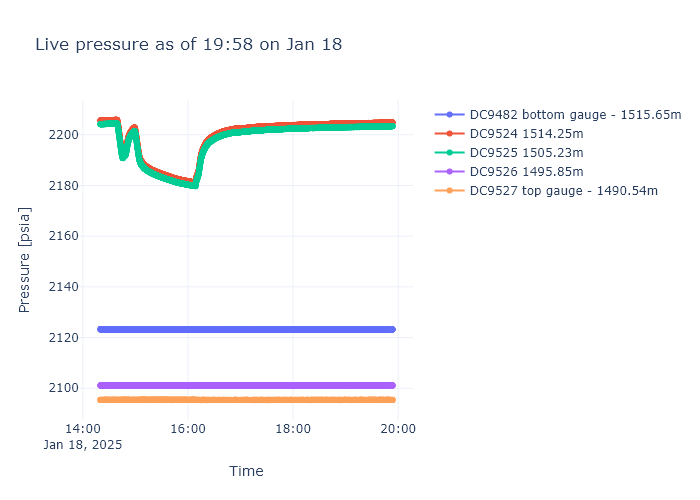 Live pressure as of 19:58 on Jan 18
DC9482 bottom gauge - 1515.65m
DC9524 1514.25m
DC9525 1505.23m
DC9526 1495.85m
DC9527 top gauge - 1490.54m
Pressure [psia]
2200
2180
2160
2140
2120
2100
14:00
16:00
18:00
20:00
Jan 18, 2025
Time